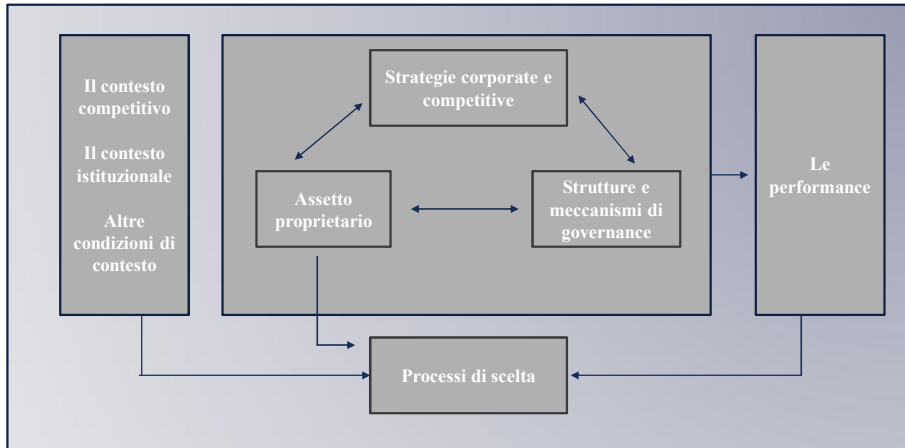 Il contesto
competitivo
Il contesto
istituzionale
Altre
condizioni di
contesto
Strategie corporate e
competitive
Assetto
proprietario
Strutture e
meccanismi di
governance
Le
performance
Processi di scelta